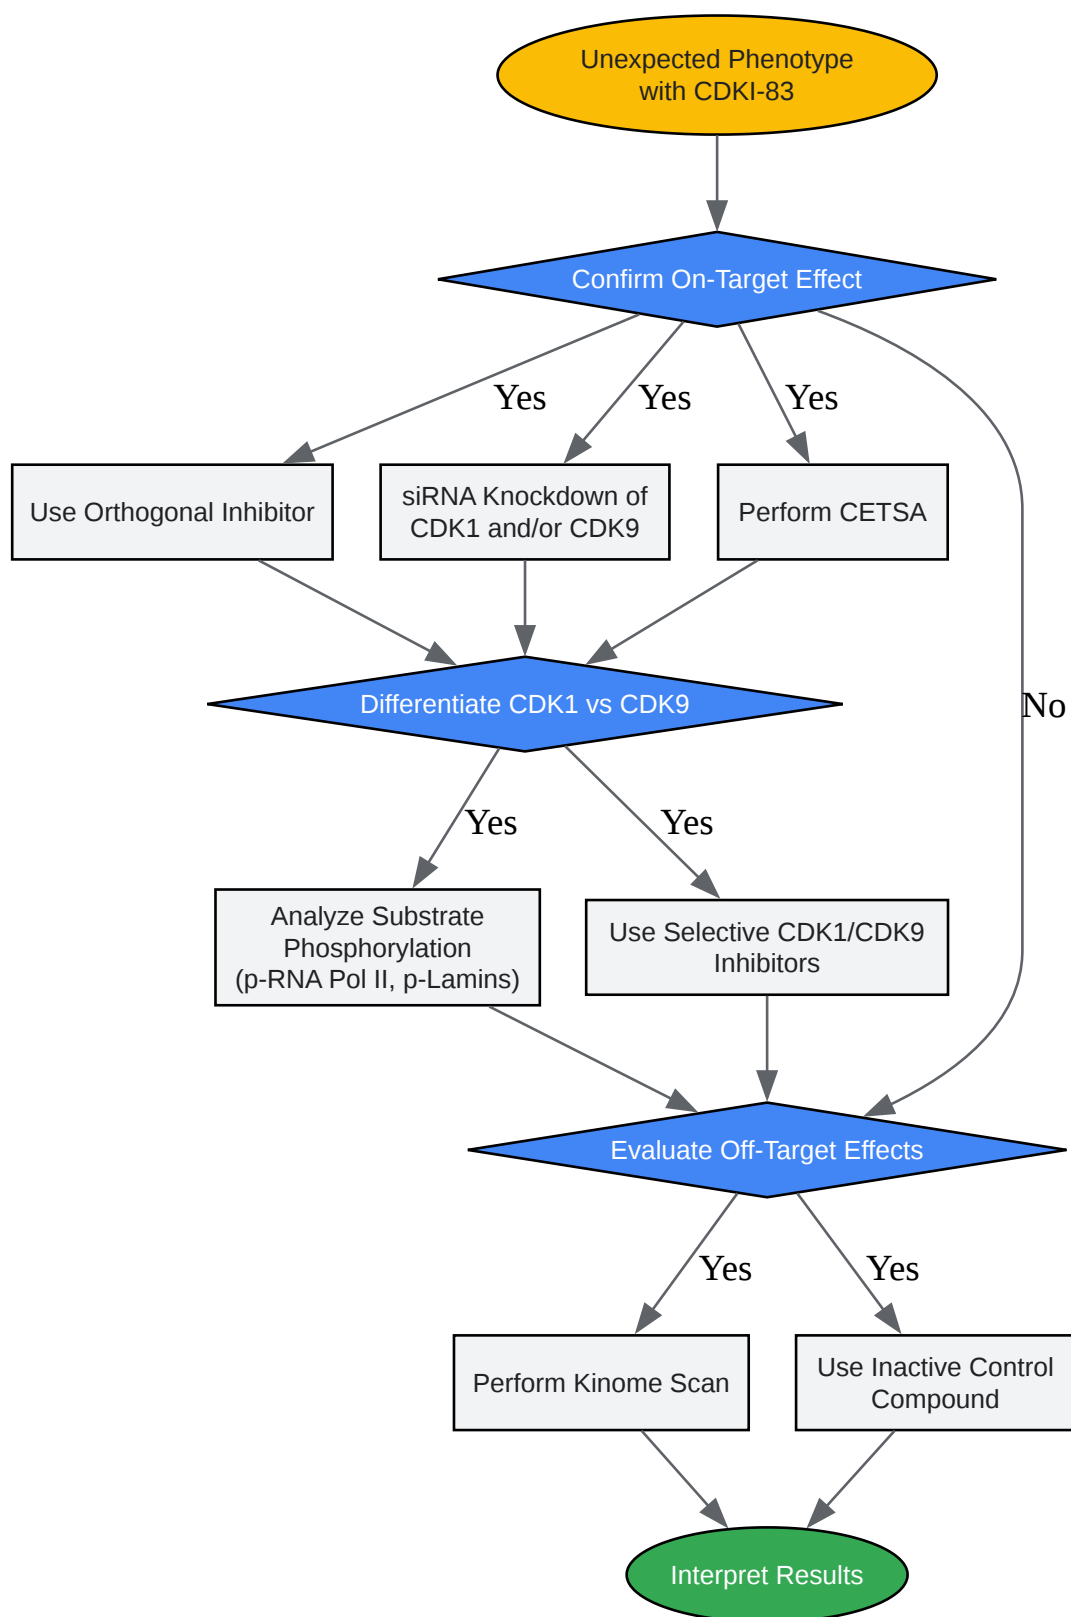 Unexpected Phenotype
with CDKI-83
Confirm On-Target Effect
Yes
Yes
Yes
Use Orthogonal Inhibitor
siRNA Knockdown of
CDK1 and/or CDK9
Perform CETSA
Differentiate CDK1 vs CDK9
No
Yes
Yes
Analyze Substrate
Phosphorylation
(p-RNA Pol II, p-Lamins)
Use Selective CDK1/CDK9
Inhibitors
Evaluate Off-Target Effects
Yes
Yes
Perform Kinome Scan
Use Inactive Control
Compound
Interpret Results